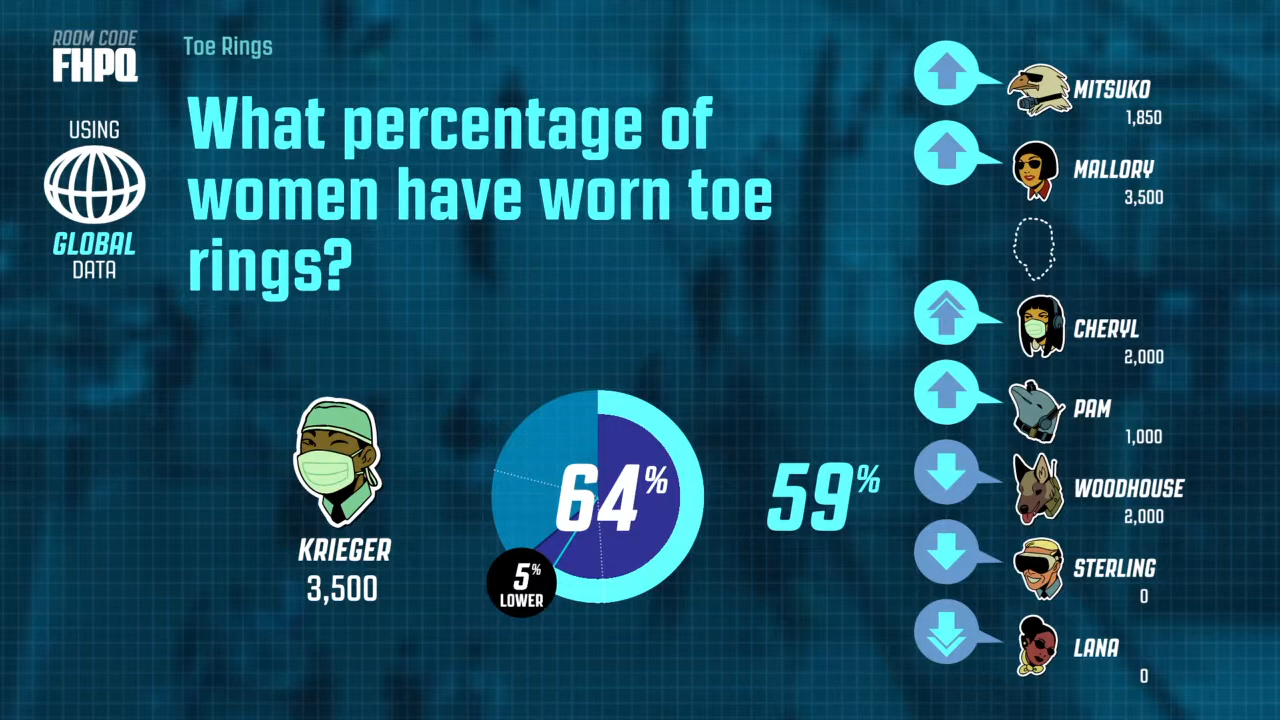 ROOM CODE
FHPQ
USING
GLOBAL
DATA
Toe Rings
What percentage of
women have worn toe
rings?
KRIEGER
3,500
64%
5%
LOWER
59%
MITSUKO
1,850
MALLORY
3,500
CHERYL
2,000
PAM
1,000
WOODHOUSE
2,000
STERLING
0
LANA
0